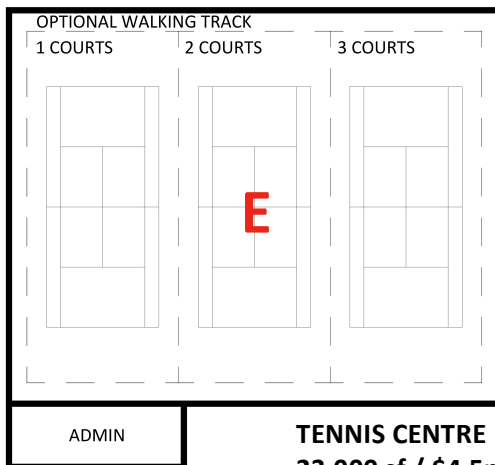 OPTIONAL WALKING TRACK
1 COURTS
2 COURTS
3 COURTS
E
ADMIN
TENNIS CENTRE